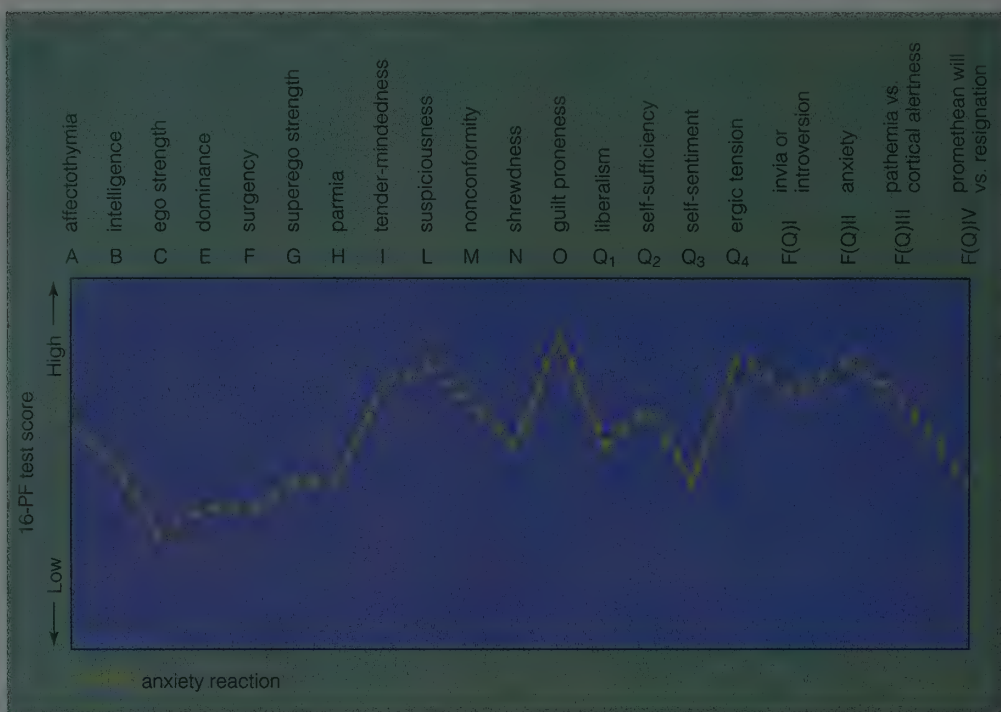 affectothymia
intelligence
ego strength
dominance
surgency
superego strength
parmia
tender-mindedness
suspiciousness
nonconformity
shrewdness
guilt proneness
liberalism
self-sufficiency
self-sentiment
ergic tension
invia or
introversion
anxiety
pathemia vs.
cortical alertness
promethean will
vs. resignation
A B C E F G H I L M N O Q₁ Q₂ Q₃ Q₄ F(Q)I F(Q)II F(Q)III F(Q)IV
High
16-PF test score
Low
anxiety reaction